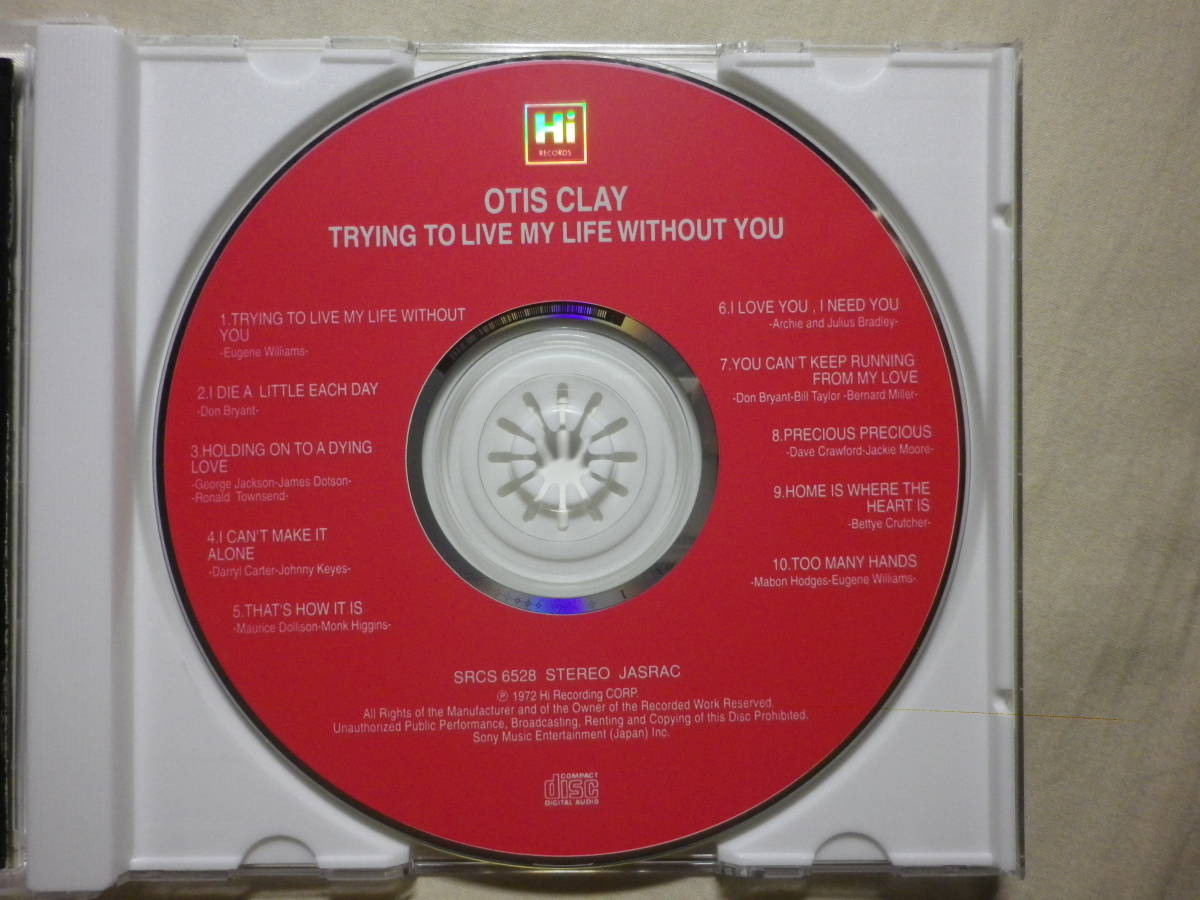 Hi
RECORDS
OTIS CLAY
TRYING TO LIVE MY LIFE WITHOUT YOU
1.TRYING TO LIVE MY LIFE WITHOUT
YOU
-Eugene Williams-
2.I DIE A LITTLE EACH DAY
-Don Bryant-
3.HOLDING ON TO A DYING
LOVE
-George Jackson-James Dotson-
-Ronald Townsend-
4.I CAN'T MAKE IT
ALONE
-Darryl Carter-Johnny Keyes-
5.THAT'S HOW IT IS
-Maurice Dollison-Monk Higgins-
6.I LOVE YOU , I NEED YOU
-Archie and Julius Bradley-
7.YOU CAN'T KEEP RUNNING
FROM MY LOVE
-Don Bryant-Bill Taylor -Bernard Miller-
8.PRECIOUS PRECIOUS
-Dave Crawford-Jackie Moore-
9.HOME IS WHERE THE
HEART IS
-Bettye Crutcher-
10.TOO MANY HANDS
-Mabon Hodges-Eugene Williams-
SRCS 6528 STEREO JASRAC
℗ 1972 Hi Recording CORP.
All Rights of the Manufacturer and of the Owner of the Recorded Work Reserved.
Unauthorized Public Performance, Broadcasting, Renting and Copying of this Disc Prohibited.
Sony Music Entertainment (Japan) Inc.
COMPACT
disc
DIGITAL AUDIO